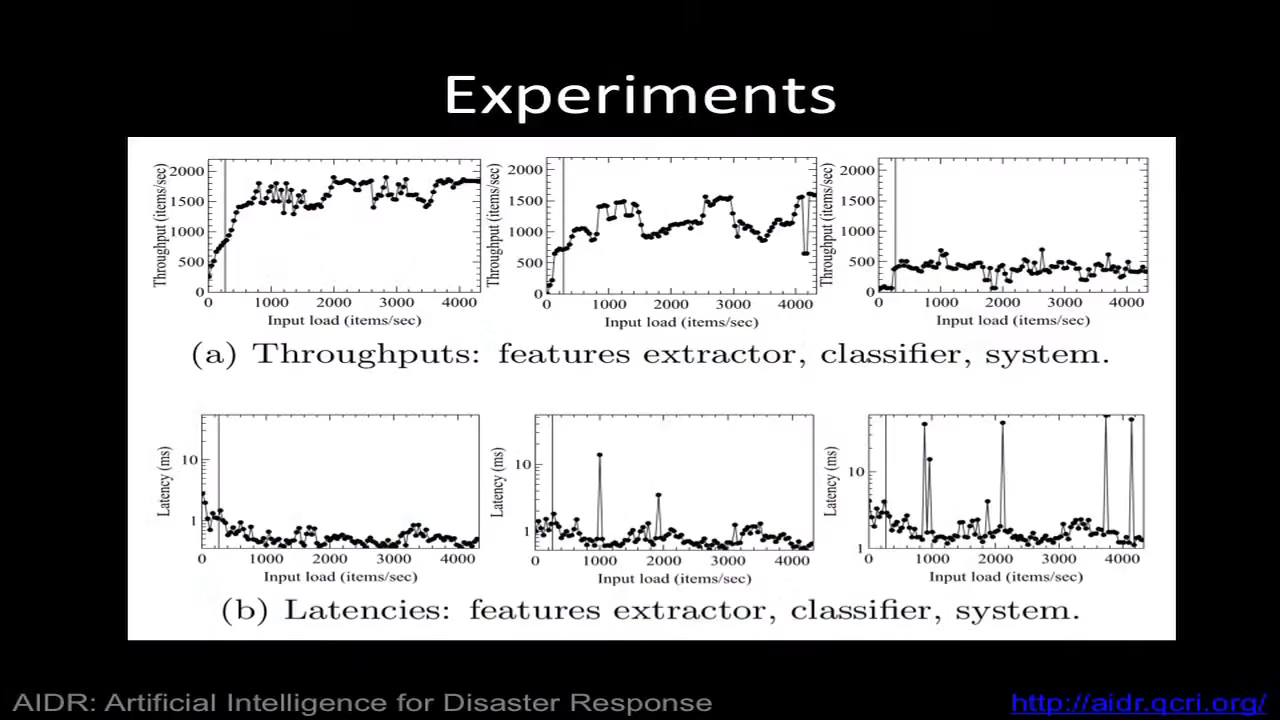 Experiments
2000
1500
1000
500
0
Throughput (items/sec)
0 1000 2000 3000 4000
Input load (items/sec)
2000
1500
1000
500
0
Throughput (items/sec)
0 1000 2000 3000 4000
Input load (items/sec)
2000
1500
1000
500
0
Throughput (items/sec)
0 1000 2000 3000 4000
Input load (items/sec)
(a) Throughputs: features extractor, classifier, system.
10
1
Latency (ms)
0 1000 2000 3000 4000
Input load (items/sec)
10
1
Latency (ms)
0 1000 2000 3000 4000
Input load (items/sec)
10
1
Latency (ms)
0 1000 2000 3000 4000
Input load (items/sec)
(b) Latencies: features extractor, classifier, system.
AIDR: Artificial Intelligence for Disaster Response
http://aidr.qcri.org/